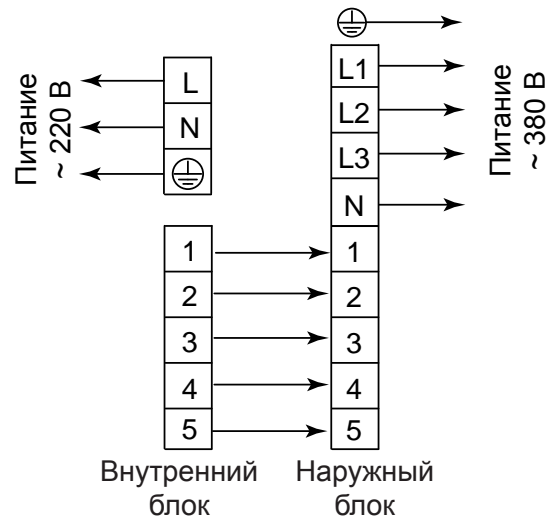 Питание
~ 220 В
L
N
1
2
3
4
5
Внутренний
блок
L1
L2
L3
N
1
2
3
4
5
Наружный
блок
Питание
~ 380 В